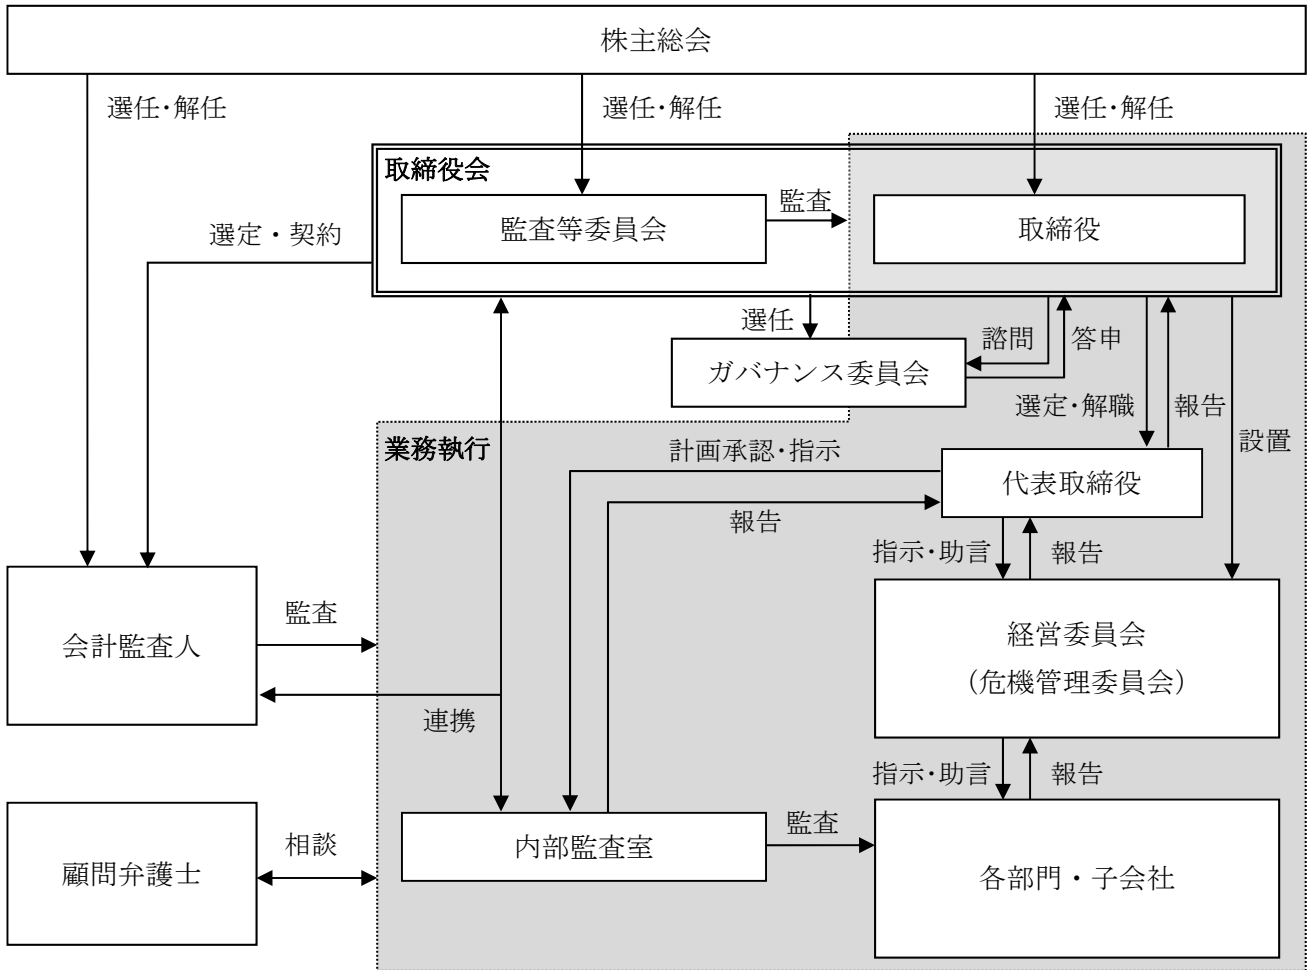 株主総会
選任・解任
選任・解任
選任・解任
取締役会
監査等委員会
監査
取締役
選定・契約
選任
諮問
答申
ガバナンス委員会
選定・解職
報告
設置
業務執行
計画承認・指示
代表取締役
報告
指示・助言
報告
会計監査人
監査
経営委員会
（危機管理委員会）
連携
指示・助言
報告
顧問弁護士
相談
内部監査室
監査
各部門・子会社